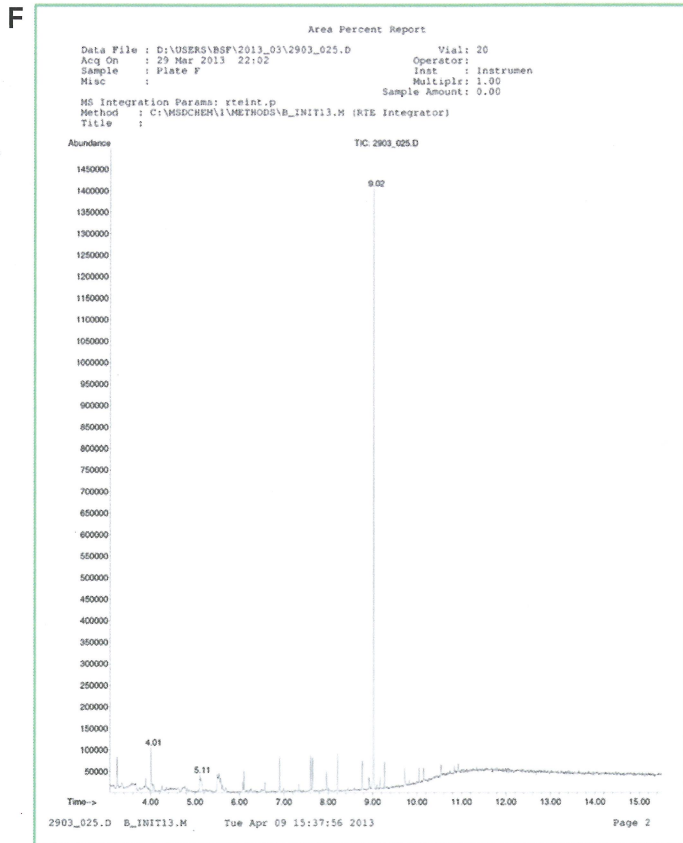 F
Area Percent Report
Data File : D:\USERS\BSF\2013_03\2903_025.D Vial: 20
Acq On : 29 Mar 2013 22:02 Operator:
Sample : Plate F Inst : Instrumen
Misc : Multiplr: 1.00
Sample Amount: 0.00
MS Integration Params: rteint.p
Method : C:\MSDCHEM\1\METHODS\B_INIT13.M (RTE Integrator)
Title :
Abundance TIC: 2903_025.D
1450000
9.02
1400000
1350000
1300000
1250000
1200000
1150000
1100000
1050000
1000000
950000
900000
850000
800000
750000
700000
650000
600000
550000
500000
450000
400000
350000
300000
250000
200000
150000
4.01
100000
5.11
50000
Time--> 4.00 5.00 6.00 7.00 8.00 9.00 10.00 11.00 12.00 13.00 14.00 15.00
2903_025.D B_INIT13.M Tue Apr 09 15:37:56 2013 Page 2